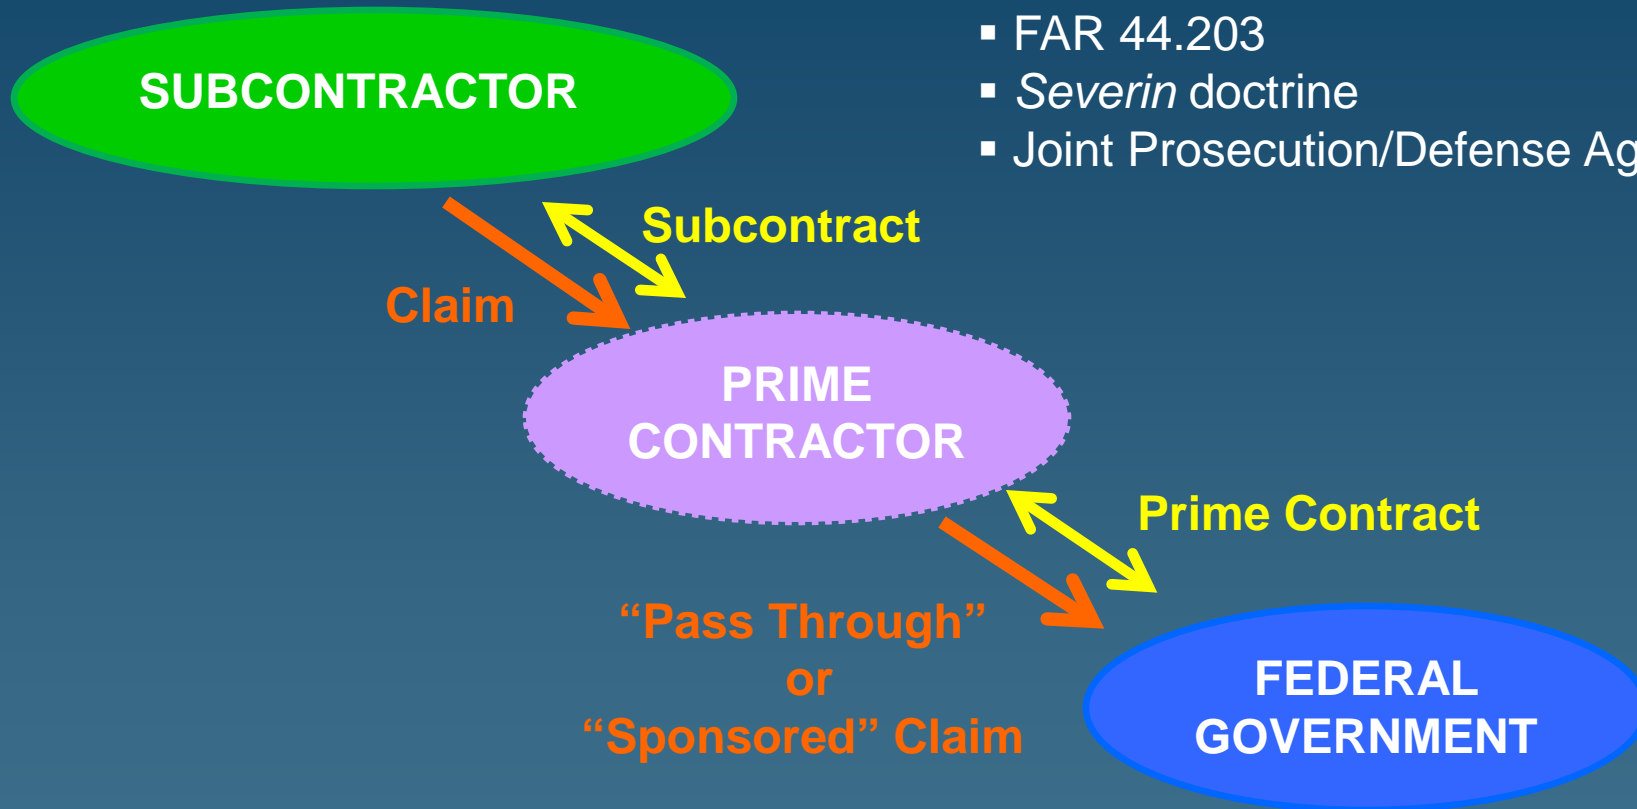 ▪ FAR 44.203
▪ Severin doctrine
▪ Joint Prosecution/Defense Ag
SUBCONTRACTOR
Subcontract
Claim
PRIME
CONTRACTOR
Prime Contract
“Pass Through”
or
“Sponsored” Claim
FEDERAL
GOVERNMENT